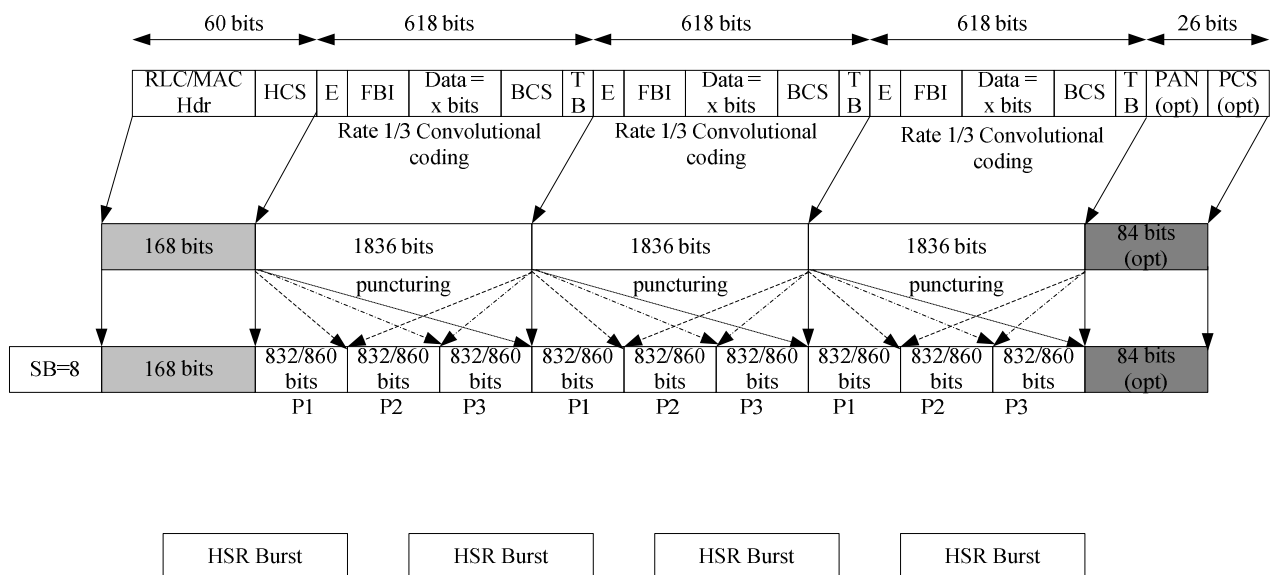 60 bits 618 bits 618 bits 618 bits 26 bits
RLC/MAC Hdr HCS E FBI Data = x bits BCS T B E FBI Data = x bits BCS T B E FBI Data = x bits BCS T B PAN (opt) PCS (opt)
Rate 1/3 Convolutional coding Rate 1/3 Convolutional coding Rate 1/3 Convolutional coding
168 bits 1836 bits 1836 bits 1836 bits 84 bits (opt)
puncturing puncturing puncturing
SB=8 168 bits 832/860 bits 832/860 bits 832/860 bits 832/860 bits 832/860 bits 832/860 bits 832/860 bits 832/860 bits 832/860 bits 84 bits (opt)
P1 P2 P3 P1 P2 P3 P1 P2 P3
HSR Burst HSR Burst HSR Burst HSR Burst